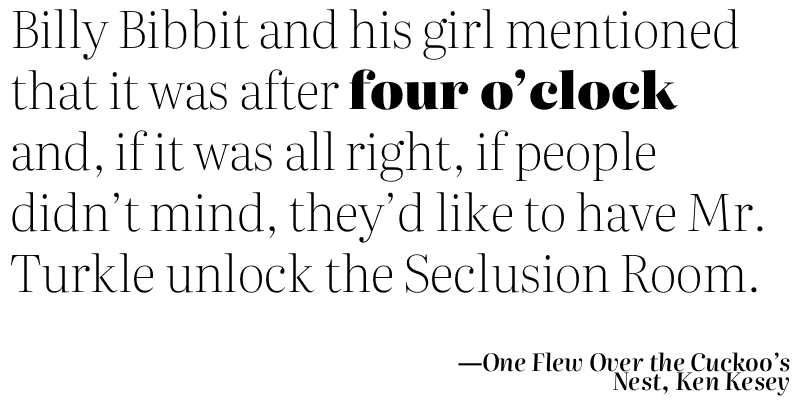 Billy Bibbit and his girl mentioned
that it was after four o’clock
and, if it was all right, if people
didn’t mind, they’d like to have Mr.
Turkle unlock the Seclusion Room.
—One Flew Over the Cuckoo’s
Nest, Ken Kesey